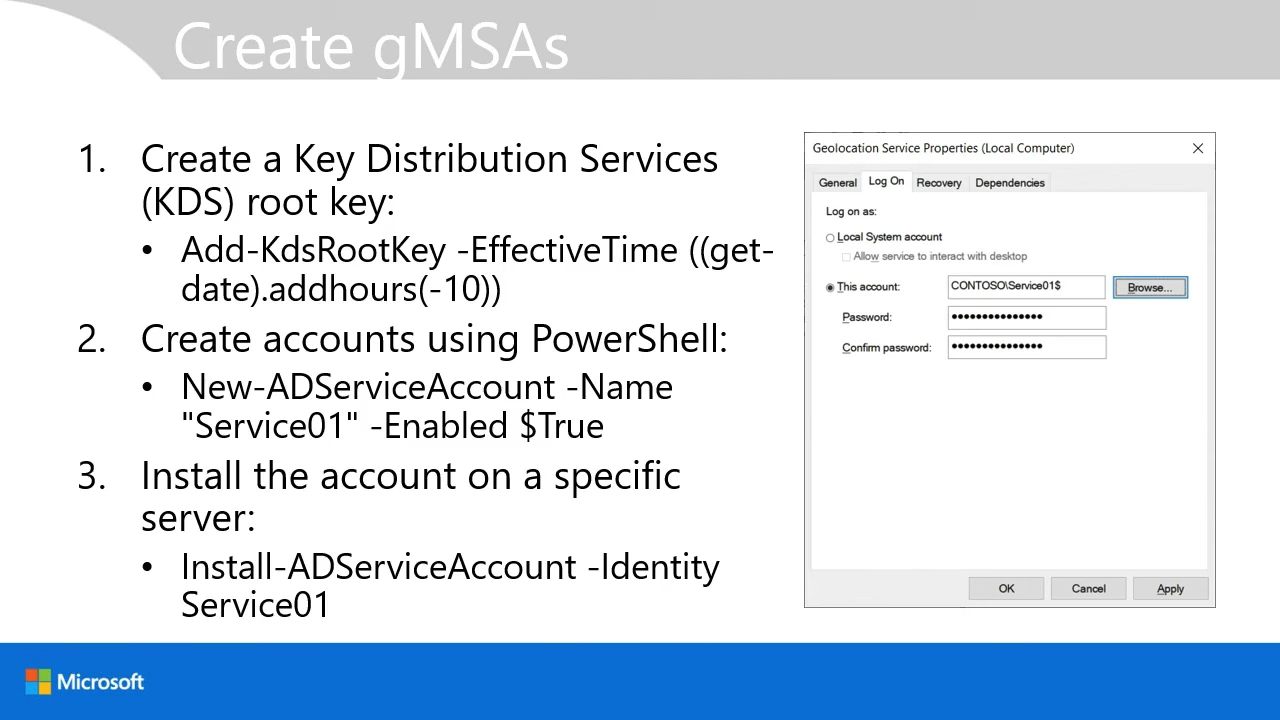 Create gMSAs
1. Create a Key Distribution Services
(KDS) root key:
• Add-KdsRootKey -EffectiveTime ((get-
date).addhours(-10))
2. Create accounts using PowerShell:
• New-ADServiceAccount -Name
"Service01" -Enabled $True
3. Install the account on a specific
server:
• Install-ADServiceAccount -Identity
Service01
Geolocation Service Properties (Local Computer)
General Log On Recovery Dependencies
Log on as:
Local System account
Allow service to interact with desktop
This account: CONTOSO\Service01$ Browse...
Password: •••••••••••••••
Confirm password: •••••••••••••••
OK Cancel Apply
Microsoft